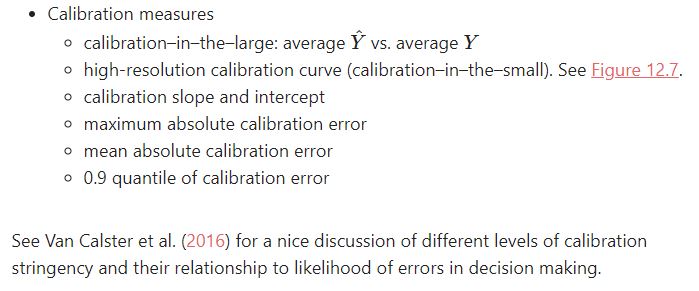 • Calibration measures
◦ calibration–in–the–large: average Ŷ vs. average Y
◦ high-resolution calibration curve (calibration–in–the–small). See Figure 12.7.
◦ calibration slope and intercept
◦ maximum absolute calibration error
◦ mean absolute calibration error
◦ 0.9 quantile of calibration error
See Van Calster et al. (2016) for a nice discussion of different levels of calibration
stringency and their relationship to likelihood of errors in decision making.